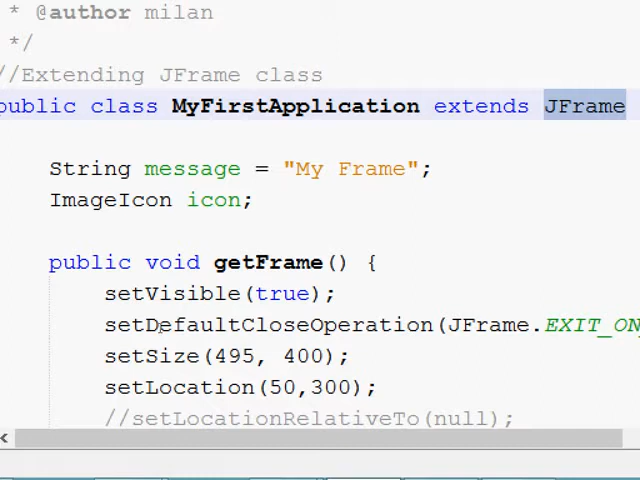 * @author milan
*/
//Extending JFrame class
public class MyFirstApplication extends JFrame
String message = "My Frame";
ImageIcon icon;
public void getFrame() {
setVisible(true);
setDefaultCloseOperation(JFrame.EXIT_ON
setSize(495, 400);
setLocation(50,300);
//setLocationRelativeTo(null);